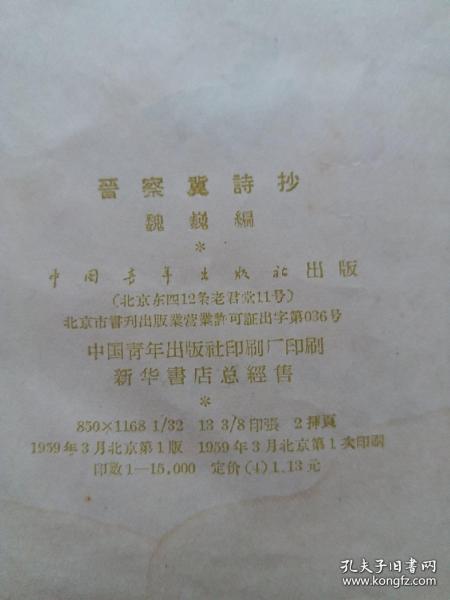 晉察冀詩抄
魏巍編
*
中国青年出版社出版
(北京东四12条老君堂11号)
北京市書刊出版業营業許可証出字第036号
中国青年出版社印刷厂印刷
新华書店总經售
*
850×1168 1/32 13 3/8印張 2插頁
1959年3月北京第1版 1959年3月北京第1次印刷
印数1—15,000 定价(4)1.13元
孔夫子旧书网
www.kongfz.com